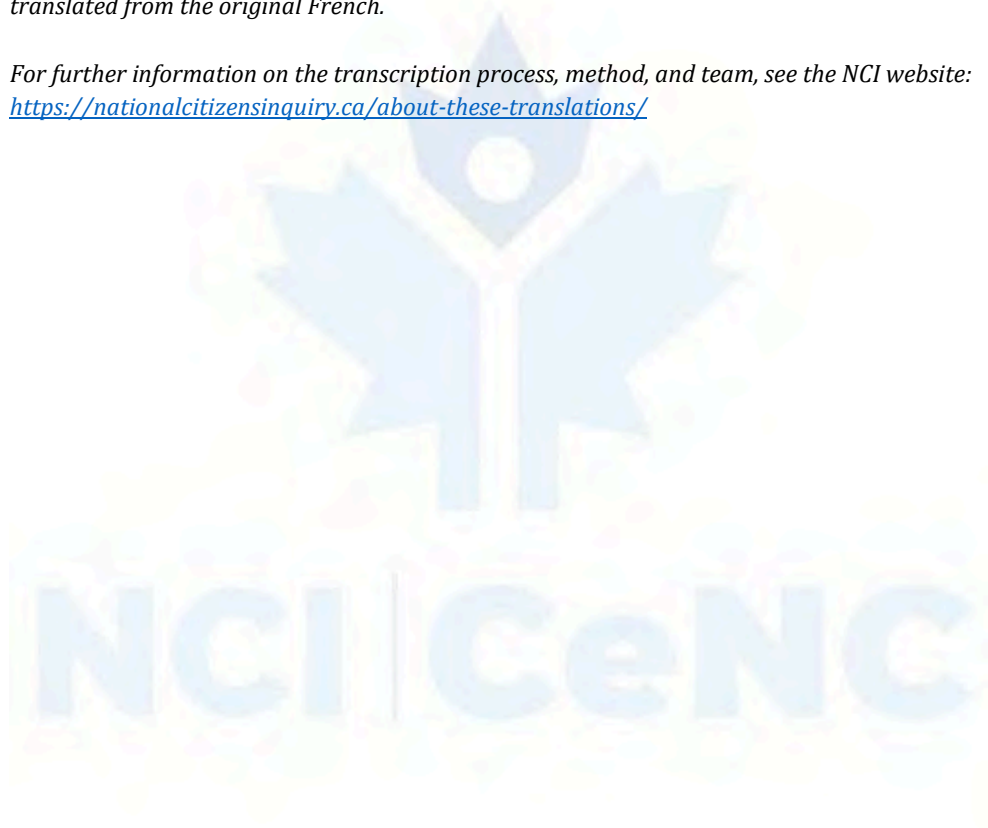 translated from the original French.
For further information on the transcription process, method, and team, see the NCI website:
https://nationalcitizensinquiry.ca/about-these-translations/
NCI | CeNC